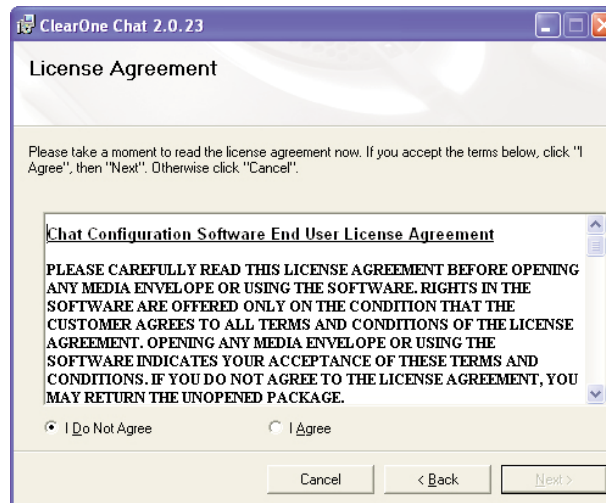 ClearOne Chat 2.0.23
License Agreement
Please take a moment to read the license agreement now. If you accept the terms below, click "I
Agree", then "Next". Otherwise click "Cancel".
Chat Configuration Software End User License Agreement
PLEASE CAREFULLY READ THIS LICENSE AGREEMENT BEFORE OPENING
ANY MEDIA ENVELOPE OR USING THE SOFTWARE. RIGHTS IN THE
SOFTWARE ARE OFFERED ONLY ON THE CONDITION THAT THE
CUSTOMER AGREES TO ALL TERMS AND CONDITIONS OF THE LICENSE
AGREEMENT. OPENING ANY MEDIA ENVELOPE OR USING THE
SOFTWARE INDICATES YOUR ACCEPTANCE OF THESE TERMS AND
CONDITIONS. IF YOU DO NOT AGREE TO THE LICENSE AGREEMENT, YOU
MAY RETURN THE UNOPENED PACKAGE.
I Do Not Agree I Agree
Cancel < Back Next >